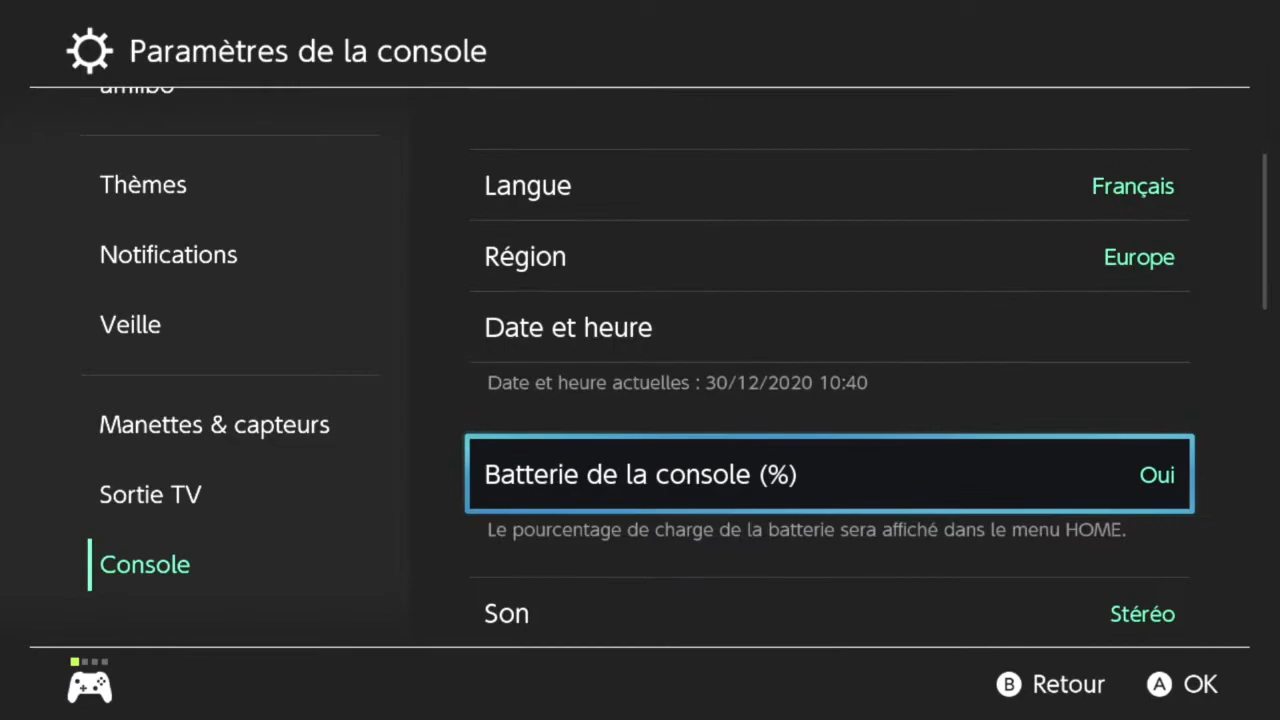 Paramètres de la console
amiibo
Thèmes
Notifications
Veille
Manettes & capteurs
Sortie TV
Console
Langue Français
Région Europe
Date et heure
Date et heure actuelles : 30/12/2020 10:40
Batterie de la console (%) Oui
Le pourcentage de charge de la batterie sera affiché dans le menu HOME.
Son Stéréo
B Retour A OK